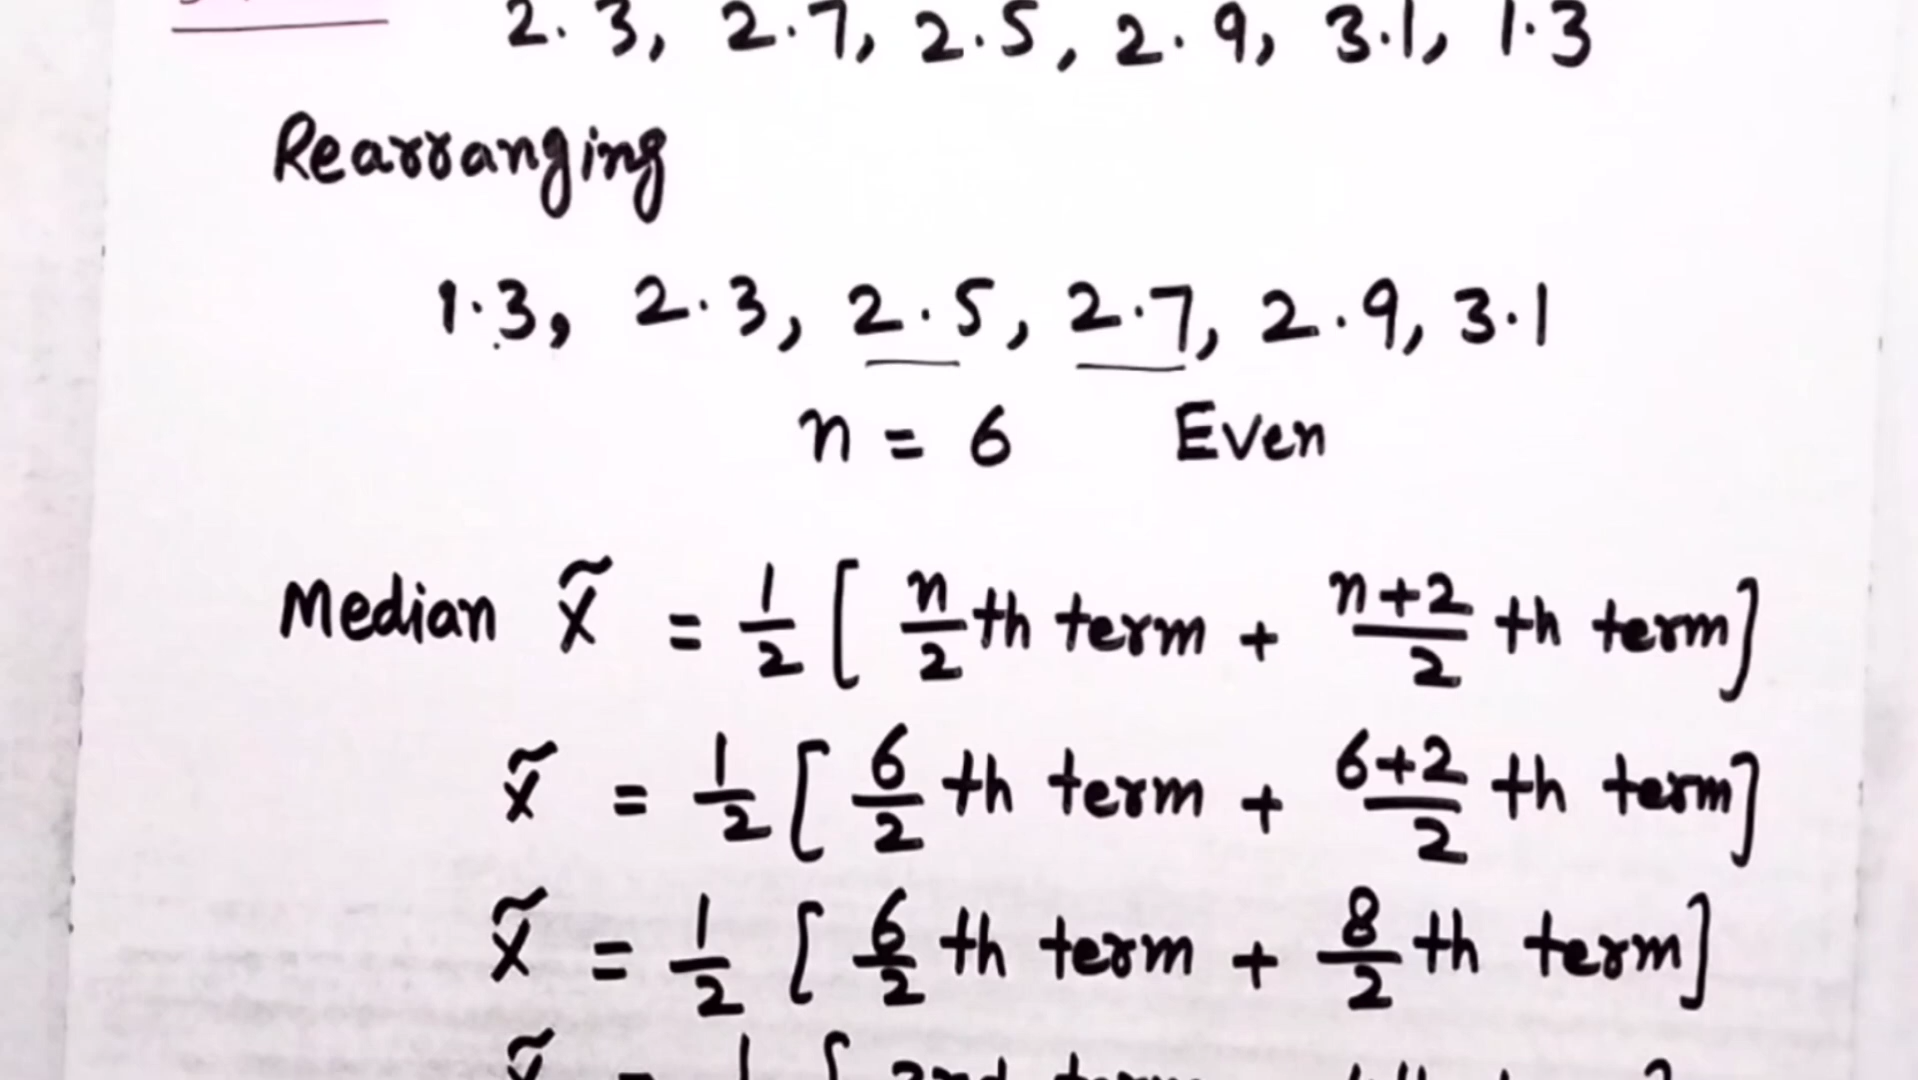 2.3, 2.7, 2.5, 2.9, 3.1, 1.3
Rearranging
1.3, 2.3, 2.5, 2.7, 2.9, 3.1
n = 6 Even
Median x̃ = 1/2 [ n/2 th term + n+2/2 th term]
x̃ = 1/2 [ 6/2 th term + 6+2/2 th term]
x̃ = 1/2 [ 6/2 th term + 8/2 th term]